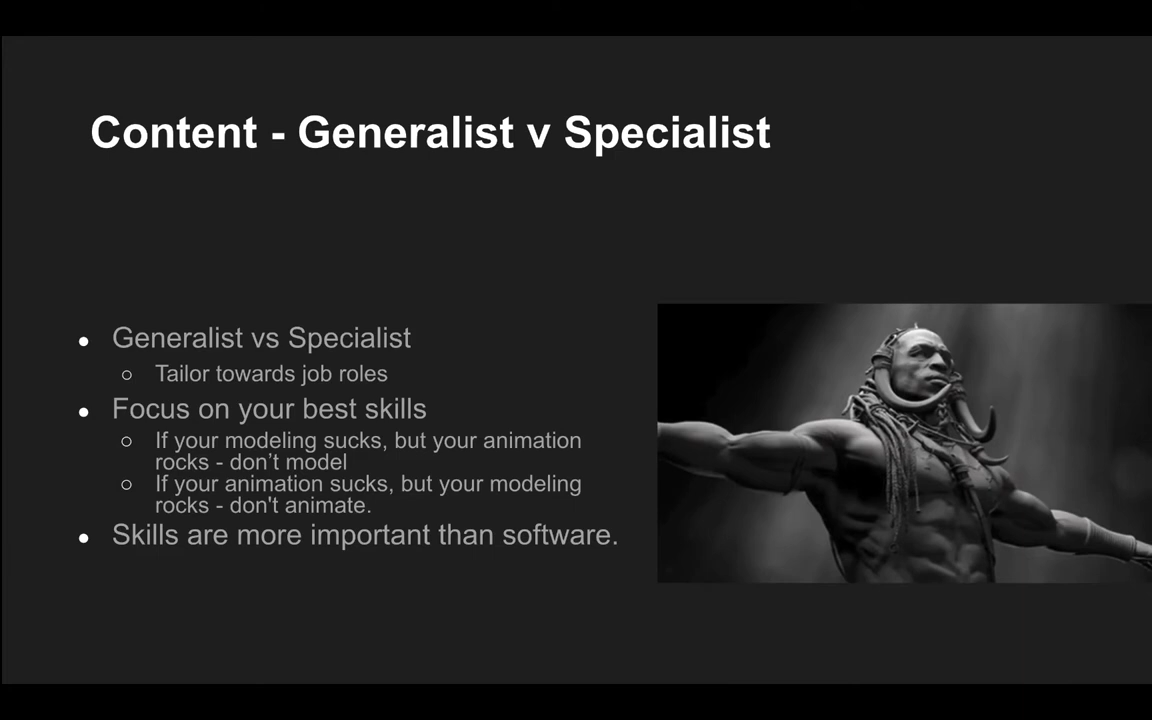 Content - Generalist v Specialist
● Generalist vs Specialist
○ Tailor towards job roles
● Focus on your best skills
○ If your modeling sucks, but your animation
rocks - don’t model
○ If your animation sucks, but your modeling
rocks - don't animate.
● Skills are more important than software.